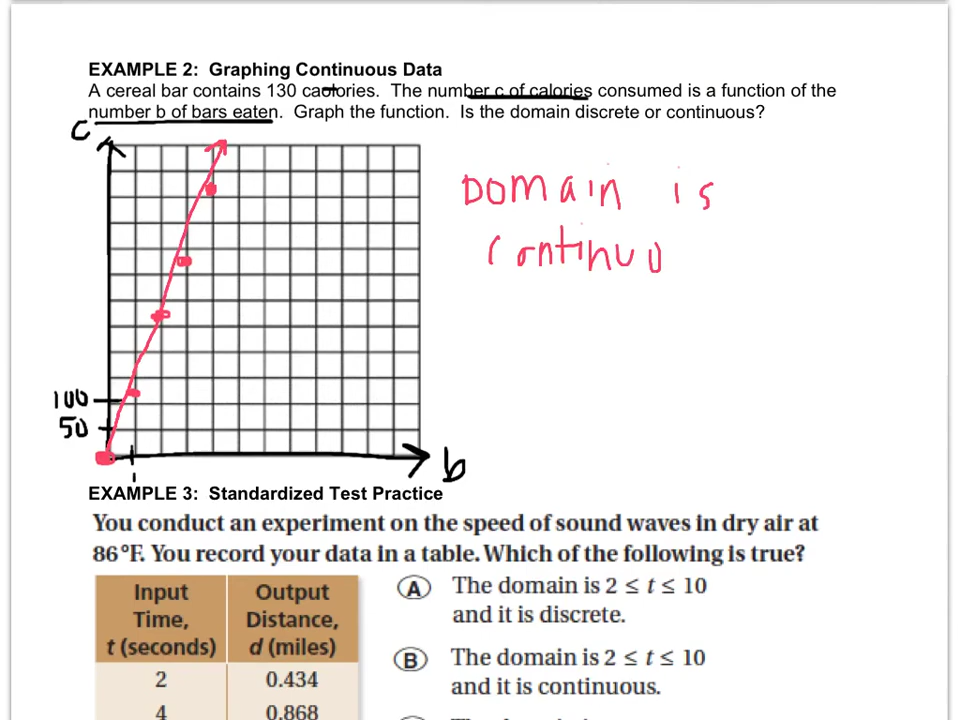 EXAMPLE 2: Graphing Continuous Data
A cereal bar contains 130 caolories. The number c of calories consumed is a function of the
number b of bars eaten. Graph the function. Is the domain discrete or continuous?
c
DOMAIN is
continuo
100
50
1
b
EXAMPLE 3: Standardized Test Practice
You conduct an experiment on the speed of sound waves in dry air at
86°F. You record your data in a table. Which of the following is true?
Input Time, t (seconds)
Output Distance, d (miles)
2 0.434
4 0.868
A The domain is 2 ≤ t ≤ 10
and it is discrete.
B The domain is 2 ≤ t ≤ 10
and it is continuous.